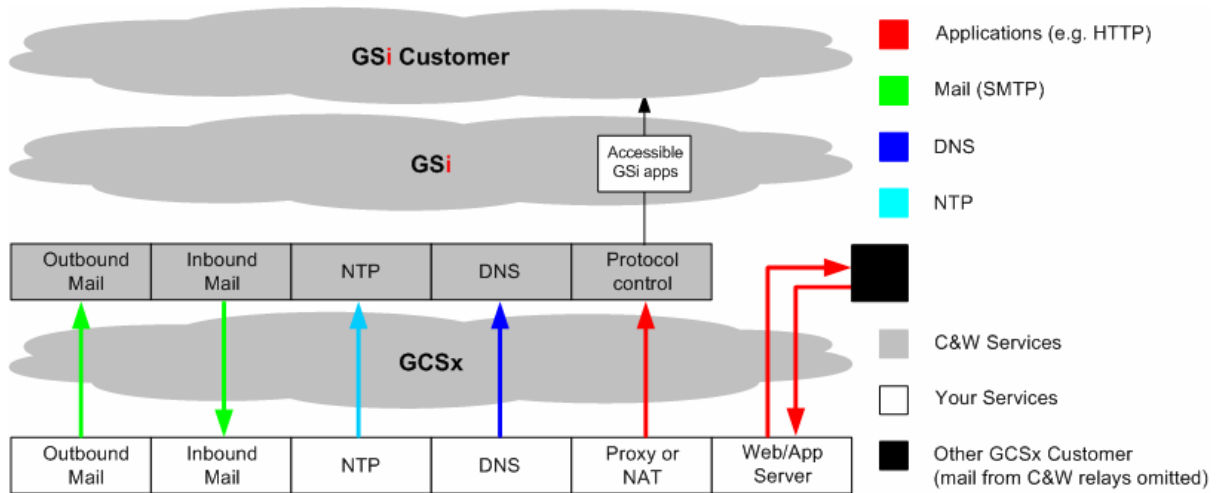 GSi Customer
GSi
Accessible
GSi apps
Outbound
Mail
Inbound
Mail
NTP
DNS
Protocol
control
GCSx
Outbound
Mail
Inbound
Mail
NTP
DNS
Proxy or
NAT
Web/App
Server
Applications (e.g. HTTP)
Mail (SMTP)
DNS
NTP
C&W Services
Your Services
Other GCSx Customer
(mail from C&W relays omitted)